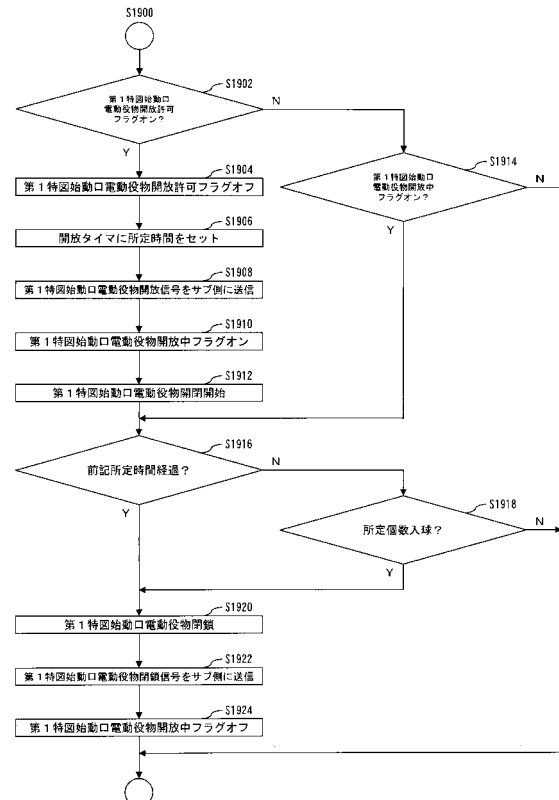 S1900
S1902
第1特図始動口
電動役物開放許可
フラグオン?
N
Y
S1904
第1特図始動口電動役物開放許可フラグオフ
S1914
第1特図始動口
電動役物開放中
フラグオン?
N
Y
S1906
開放タイマに所定時間をセット
S1908
第1特図始動口電動役物開放信号をサブ側に送信
S1910
第1特図始動口電動役物開放中フラグオン
S1912
第1特図始動口電動役物開閉開始
S1916
前記所定時間経過?
N
Y
S1918
所定個数入球?
N
Y
S1920
第1特図始動口電動役物閉鎖
S1922
第1特図始動口電動役物閉鎖信号をサブ側に送信
S1924
第1特図始動口電動役物開放中フラグオフ